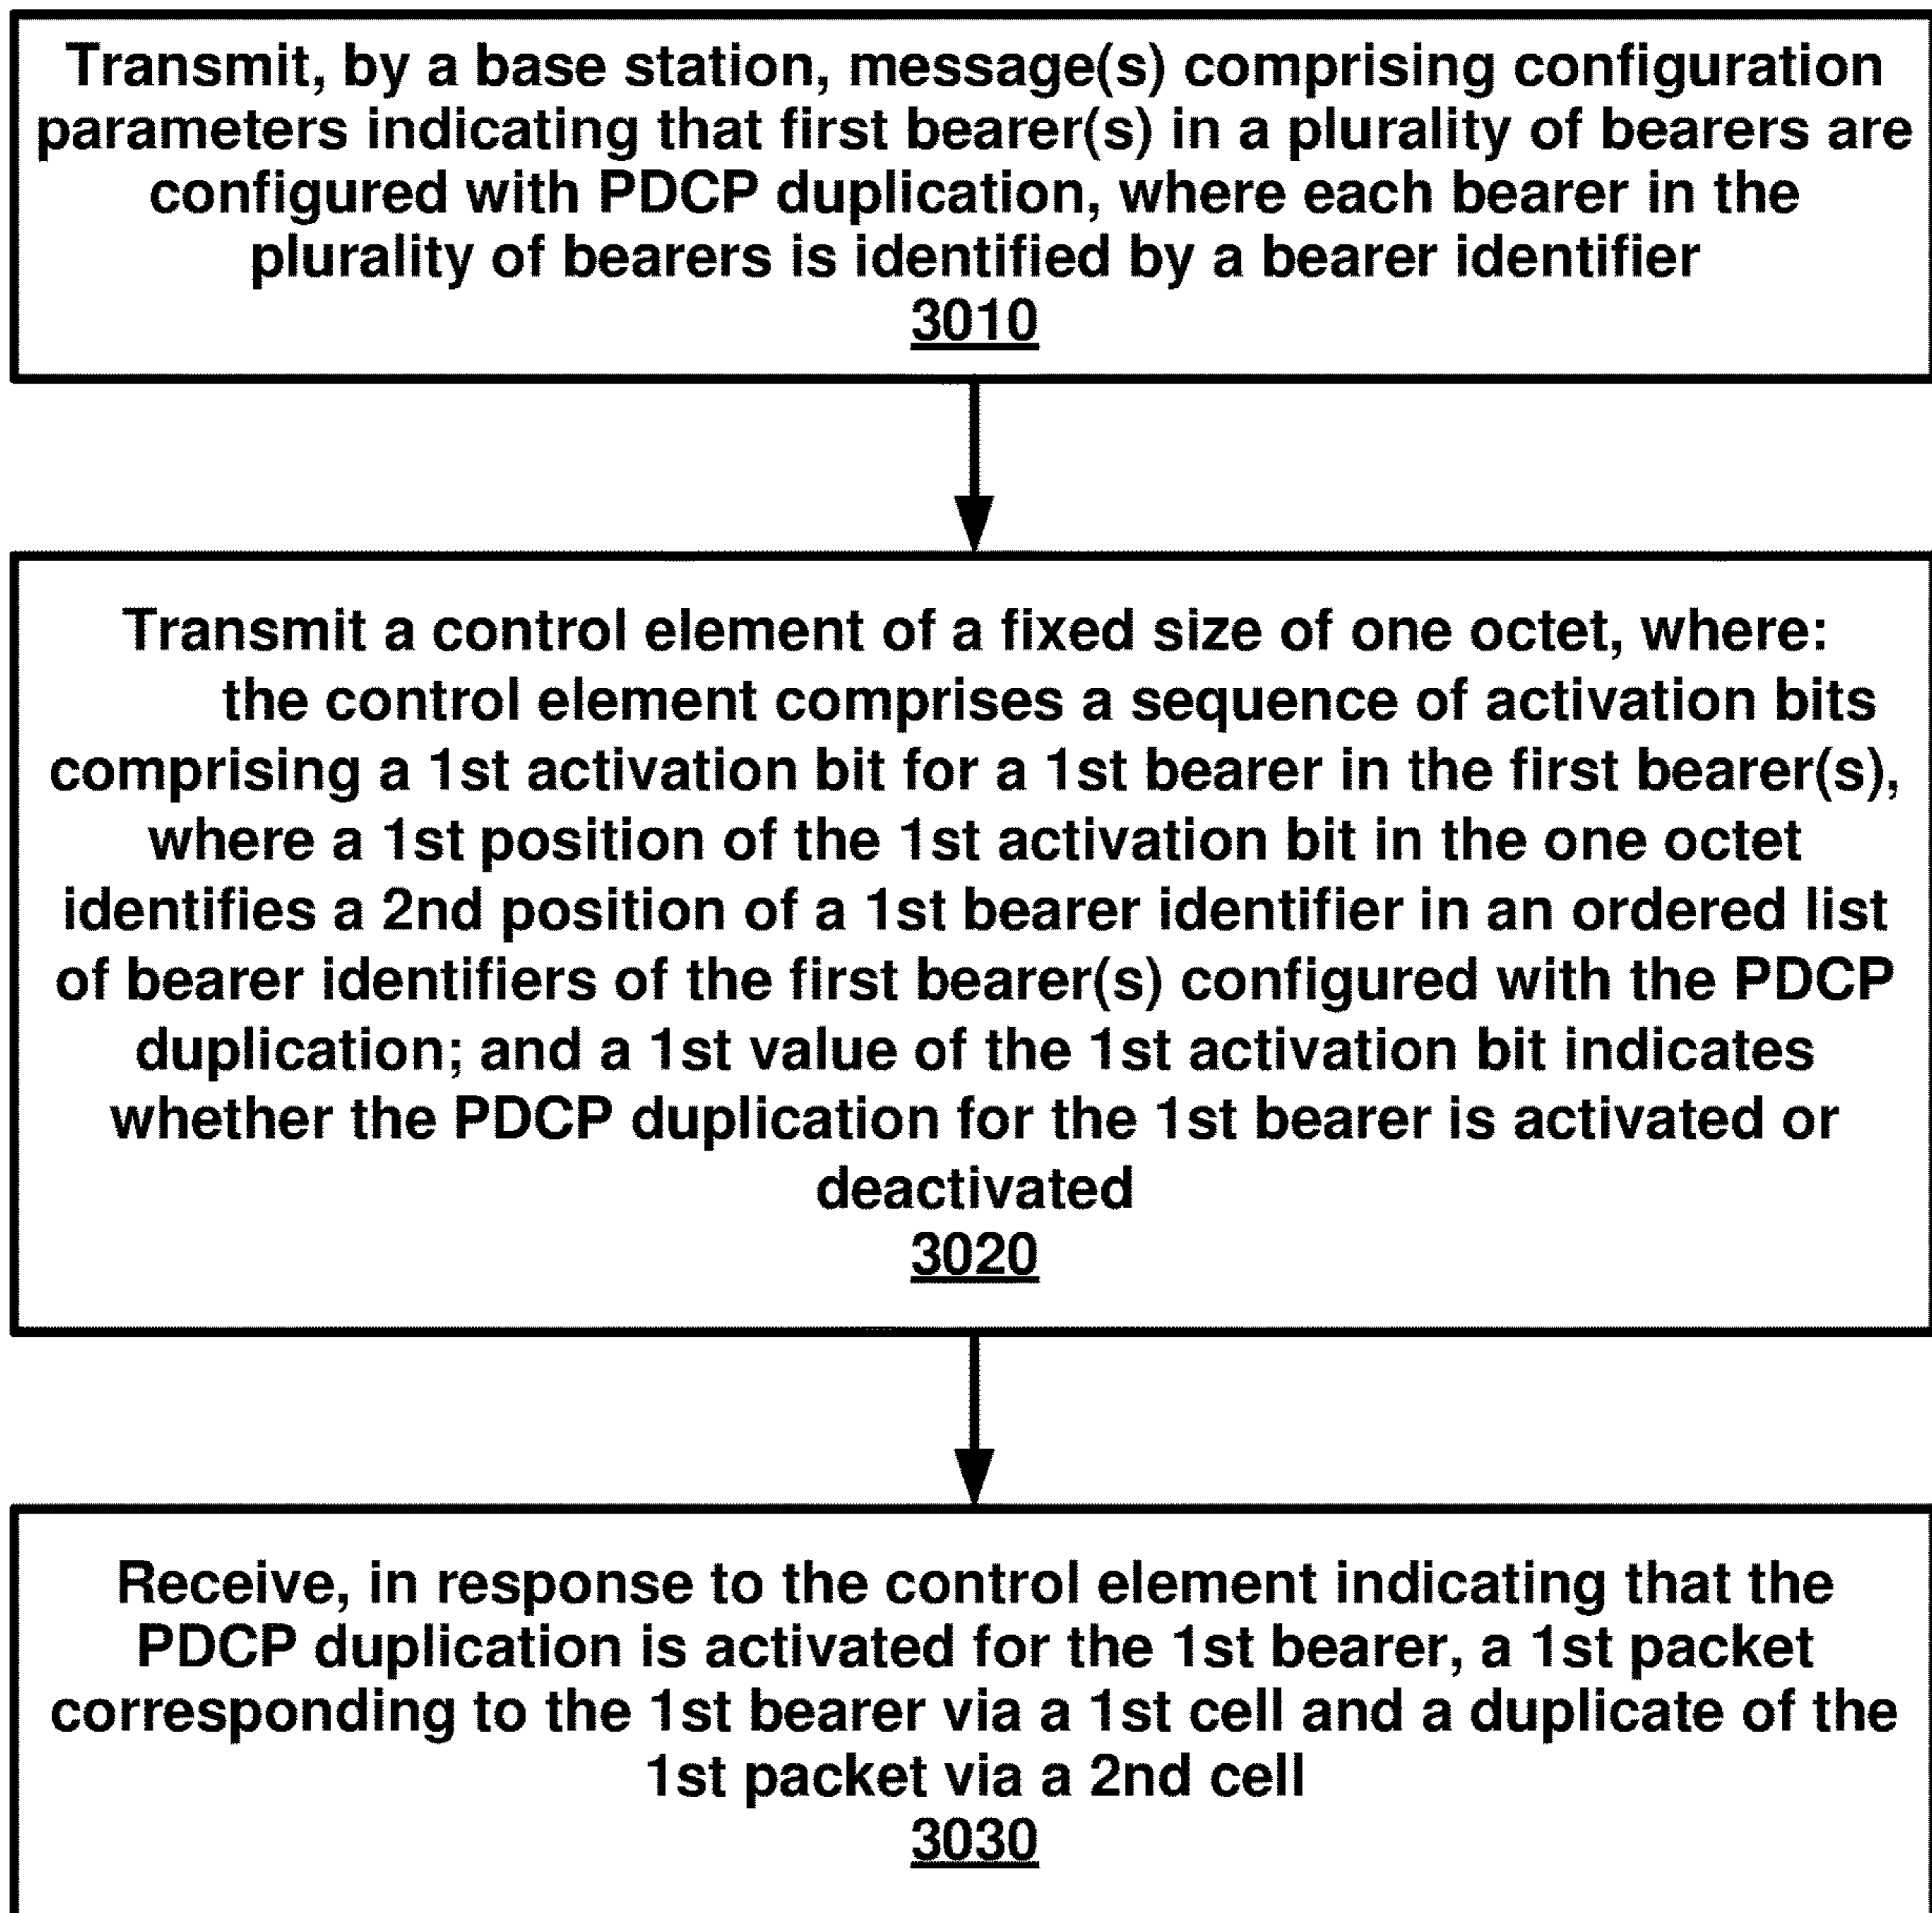 Transmit, by a base station, message(s) comprising configuration
parameters indicating that first bearer(s) in a plurality of bearers are
configured with PDCP duplication, where each bearer in the
plurality of bearers is identified by a bearer identifier
3010
Transmit a control element of a fixed size of one octet, where:
the control element comprises a sequence of activation bits
comprising a 1st activation bit for a 1st bearer in the first bearer(s),
where a 1st position of the 1st activation bit in the one octet
identifies a 2nd position of a 1st bearer identifier in an ordered list
of bearer identifiers of the first bearer(s) configured with the PDCP
duplication; and a 1st value of the 1st activation bit indicates
whether the PDCP duplication for the 1st bearer is activated or
deactivated
3020
Receive, in response to the control element indicating that the
PDCP duplication is activated for the 1st bearer, a 1st packet
corresponding to the 1st bearer via a 1st cell and a duplicate of the
1st packet via a 2nd cell
3030